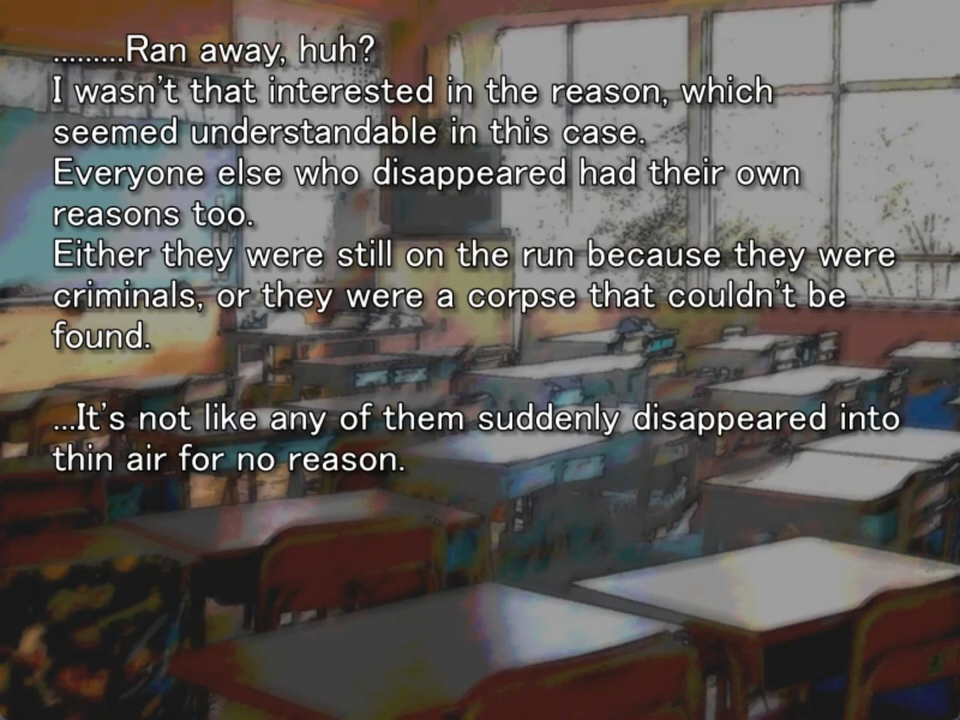 .........Ran away, huh?
I wasn't that interested in the reason, which
seemed understandable in this case.
Everyone else who disappeared had their own
reasons too.
Either they were still on the run because they were
criminals, or they were a corpse that couldn't be
found.
...It's not like any of them suddenly disappeared into
thin air for no reason.